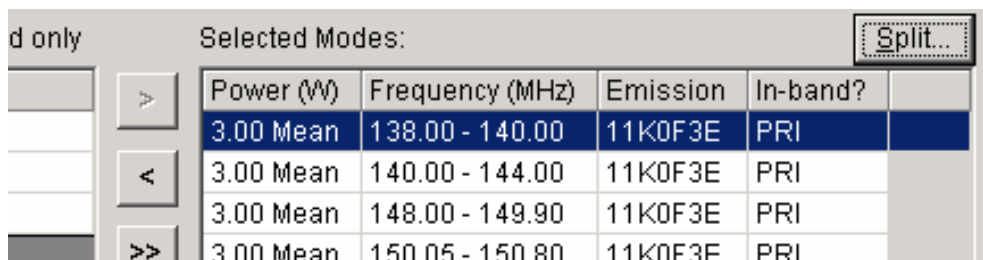 d only Selected Modes: Split...
> Power (W) Frequency (MHz) Emission In-band?
3.00 Mean 138.00 - 140.00 11K0F3E PRI
< 3.00 Mean 140.00 - 144.00 11K0F3E PRI
3.00 Mean 148.00 - 149.90 11K0F3E PRI
>> 3.00 Mean 150.05 - 150.80 11K0F3E PRI